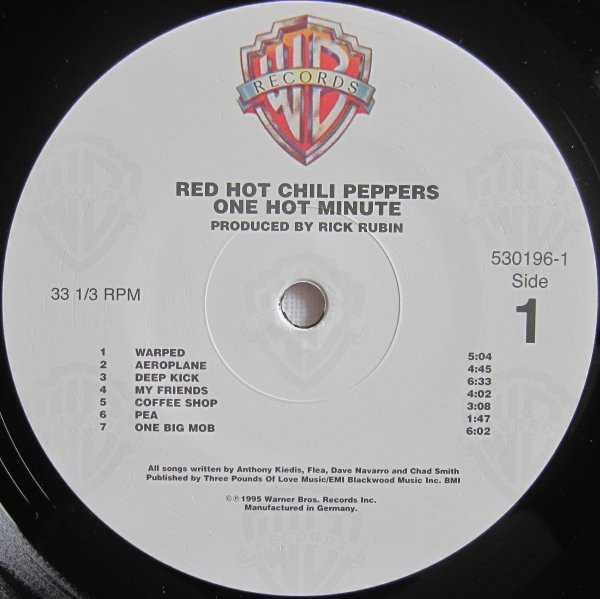 WB
RECORDS
RED HOT CHILI PEPPERS
ONE HOT MINUTE
PRODUCED BY RICK RUBIN
530196-1
Side
1
33 1/3 RPM
1 WARPED 5:04
2 AEROPLANE 4:45
3 DEEP KICK 6:33
4 MY FRIENDS 4:02
5 COFFEE SHOP 3:08
6 PEA 1:47
7 ONE BIG MOB 6:02
All songs written by Anthony Kiedis, Flea, Dave Navarro and Chad Smith
Published by Three Pounds Of Love Music/EMI Blackwood Music Inc. BMI
©℗1995 Warner Bros. Records Inc.
Manufactured in Germany.